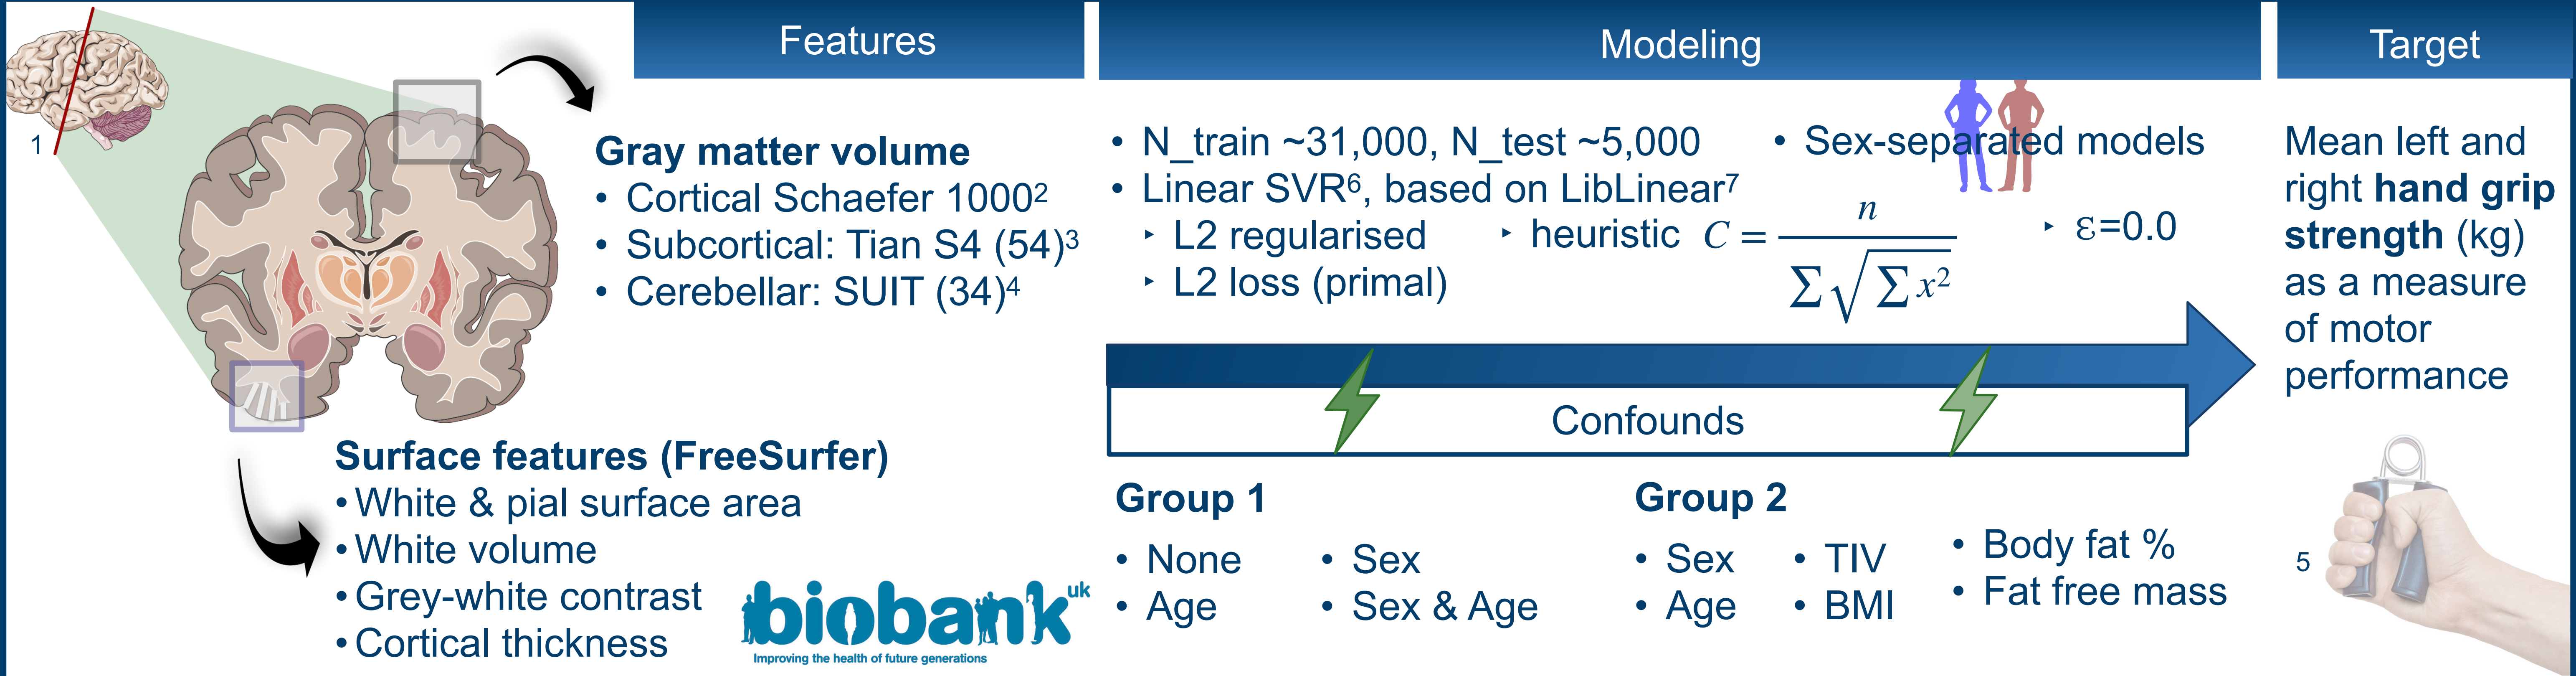 Features
Modeling
Target
1
Gray matter volume
• Cortical Schaefer 1000²
• Subcortical: Tian S4 (54)³
• Cerebellar: SUIT (34)⁴
Surface features (FreeSurfer)
• White & pial surface area
• White volume
• Grey-white contrast
• Cortical thickness
biobank uk
Improving the health of future generations
• N_train ~31,000, N_test ~5,000
• Linear SVR⁶, based on LibLinear⁷
‣ L2 regularised
‣ L2 loss (primal)
‣ heuristic C = n / ∑√∑x²
• Sex-separated models
‣ ε=0.0
Confounds
Group 1
• None
• Age
• Sex
• Sex & Age
Group 2
• Sex
• Age
• TIV
• BMI
• Body fat %
• Fat free mass
Mean left and
right hand grip
strength (kg)
as a measure
of motor
performance
5